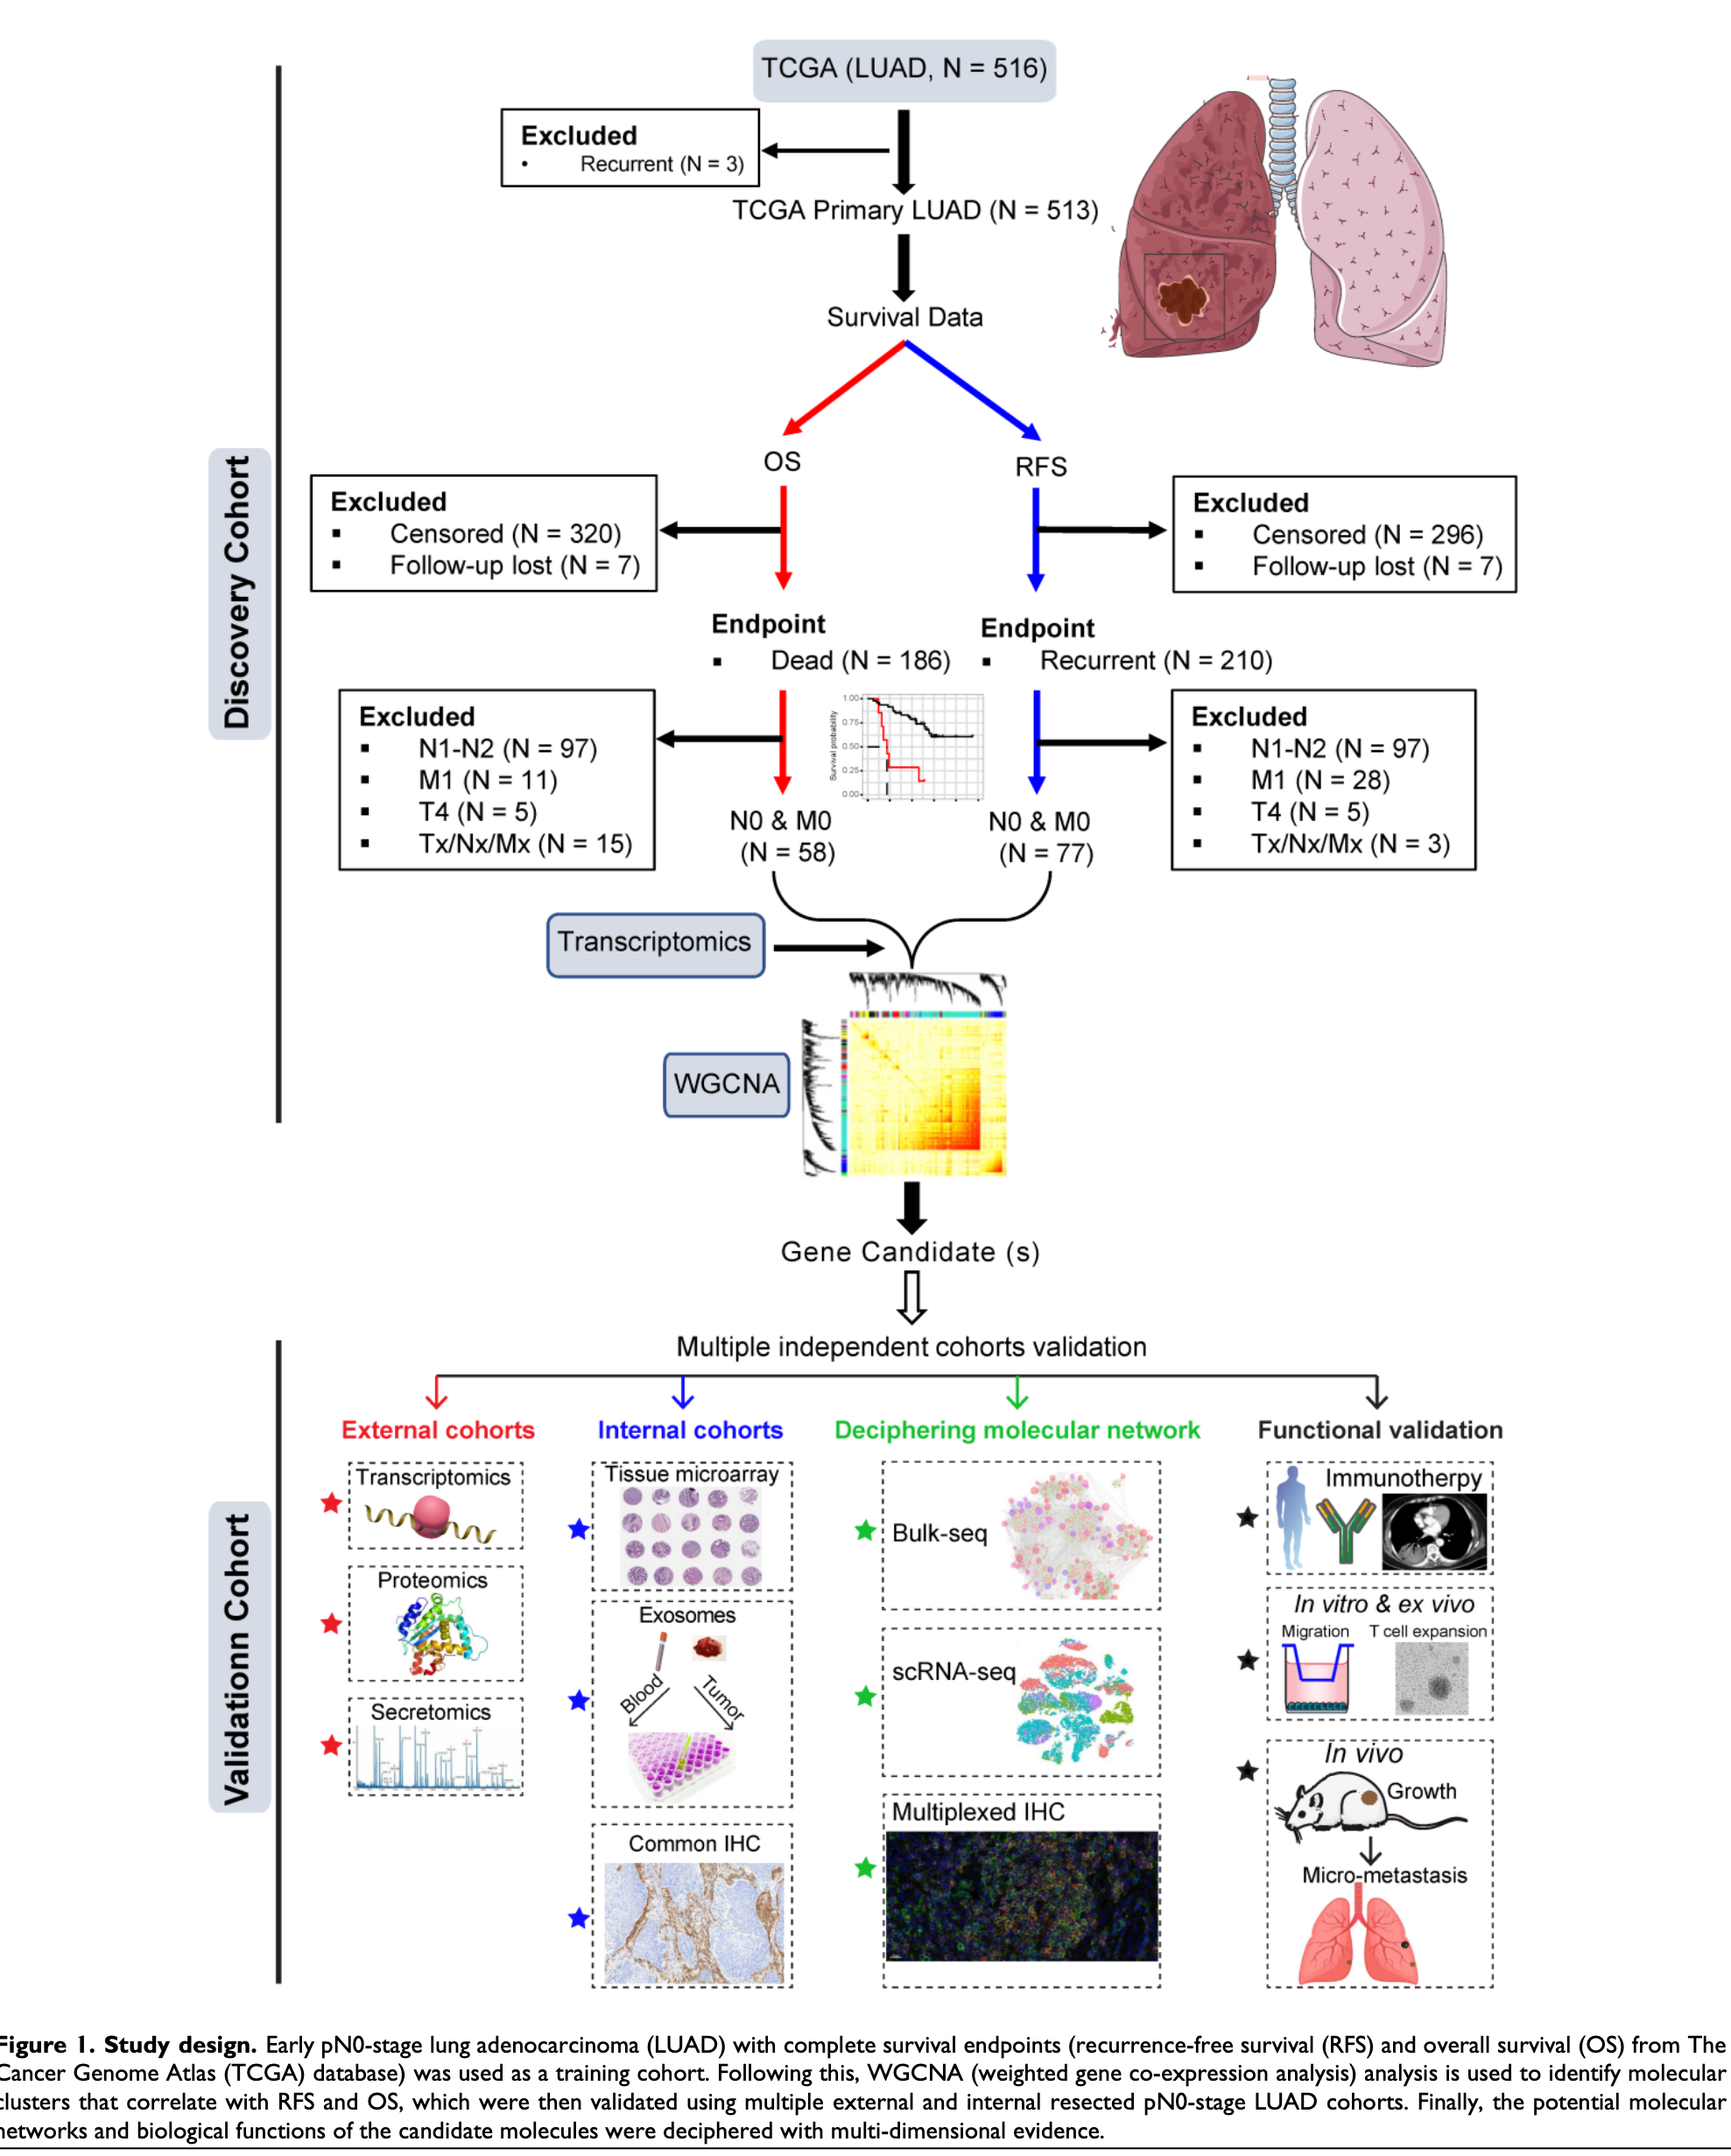 TCGA (LUAD, N = 516)
Excluded
• Recurrent (N = 3)
TCGA Primary LUAD (N = 513)
Survival Data
OS
RFS
Excluded
▪ Censored (N = 320)
▪ Follow-up lost (N = 7)
Excluded
▪ Censored (N = 296)
▪ Follow-up lost (N = 7)
Endpoint
▪ Dead (N = 186)
Endpoint
▪ Recurrent (N = 210)
Excluded
▪ N1-N2 (N = 97)
▪ M1 (N = 11)
▪ T4 (N = 5)
▪ Tx/Nx/Mx (N = 15)
Survival probability
1.00
0.75
0.50
0.25
0.00
Excluded
▪ N1-N2 (N = 97)
▪ M1 (N = 28)
▪ T4 (N = 5)
▪ Tx/Nx/Mx (N = 3)
N0 & M0
(N = 58)
N0 & M0
(N = 77)
Discovery Cohort
Transcriptomics
WGCNA
Gene Candidate (s)
Multiple independent cohorts validation
Validationn Cohort
External cohorts
Transcriptomics
Proteomics
Secretomics
Internal cohorts
Tissue microarray
Exosomes
Blood
Tumor
Common IHC
Deciphering molecular network
Bulk-seq
scRNA-seq
Multiplexed IHC
Functional validation
Immunotherpy
In vitro & ex vivo
Migration
T cell expansion
In vivo
Growth
Micro-metastasis
Figure 1. Study design. Early pN0-stage lung adenocarcinoma (LUAD) with complete survival endpoints (recurrence-free survival (RFS) and overall survival (OS) from The
Cancer Genome Atlas (TCGA) database) was used as a training cohort. Following this, WGCNA (weighted gene co-expression analysis) analysis is used to identify molecular
clusters that correlate with RFS and OS, which were then validated using multiple external and internal resected pN0-stage LUAD cohorts. Finally, the potential molecular
networks and biological functions of the candidate molecules were deciphered with multi-dimensional evidence.